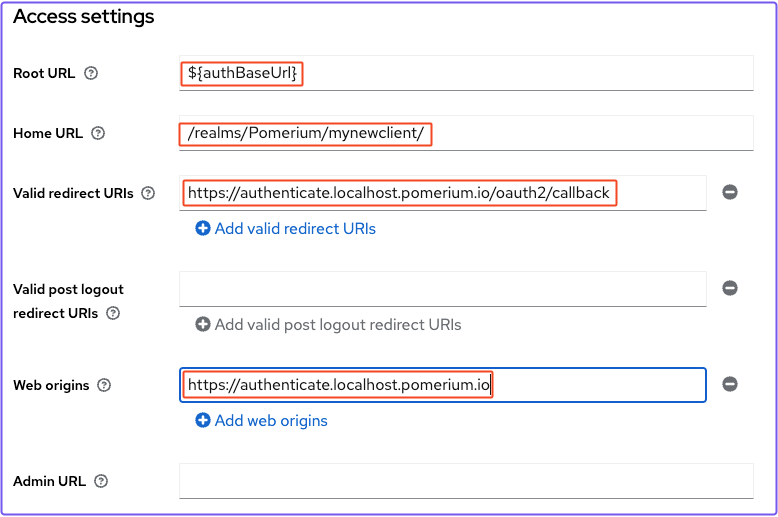 Access settings
Root URL
${authBaseUrl}
Home URL
/realms/Pomerium/mynewclient/
Valid redirect URIs
https://authenticate.localhost.pomerium.io/oauth2/callback
Add valid redirect URIs
Valid post logout
redirect URIs
Add valid post logout redirect URIs
Web origins
https://authenticate.localhost.pomerium.io
Add web origins
Admin URL